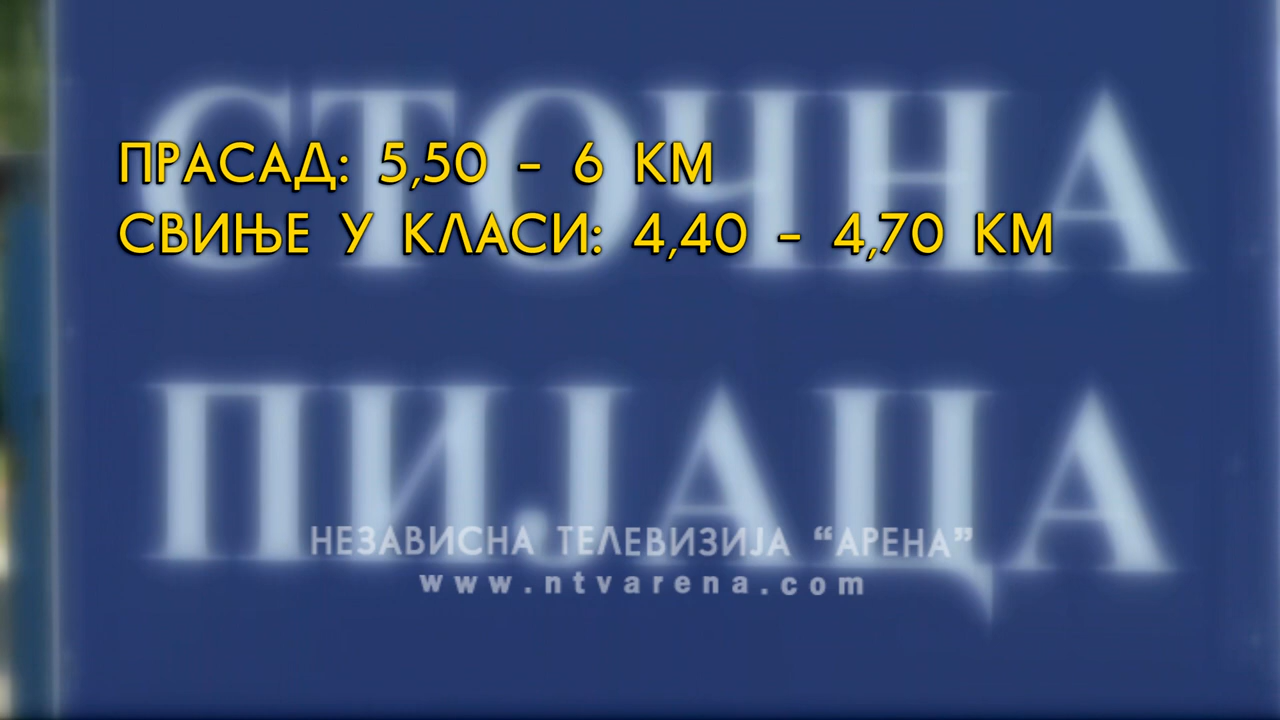 СТОЧНА
ПРАСАД: 5,50 – 6 КМ
СВИЊЕ У КЛАСИ: 4,40 – 4,70 КМ
ПИЈАЦА
НЕЗАВИСНА ТЕЛЕВИЗИЈА “АРЕНА”
www.ntvarena.com